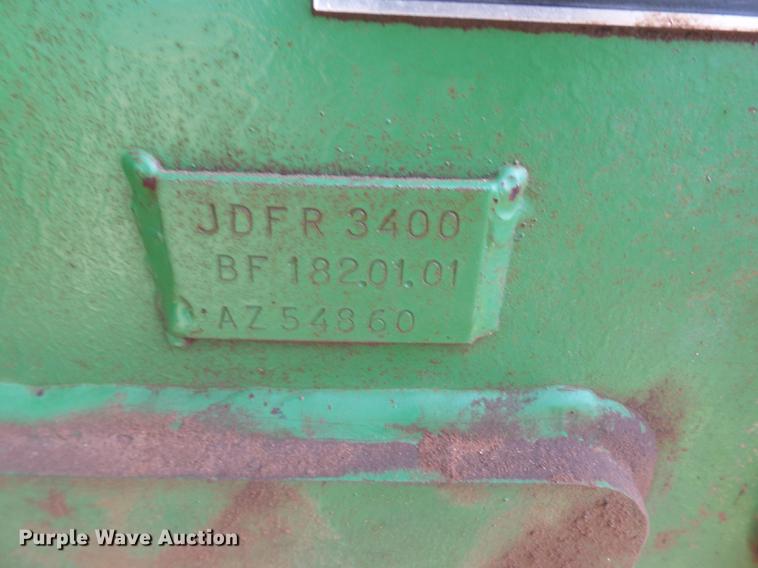 JDFR 3400
BF 182.01.01
AZ 54860
Purple Wave Auction